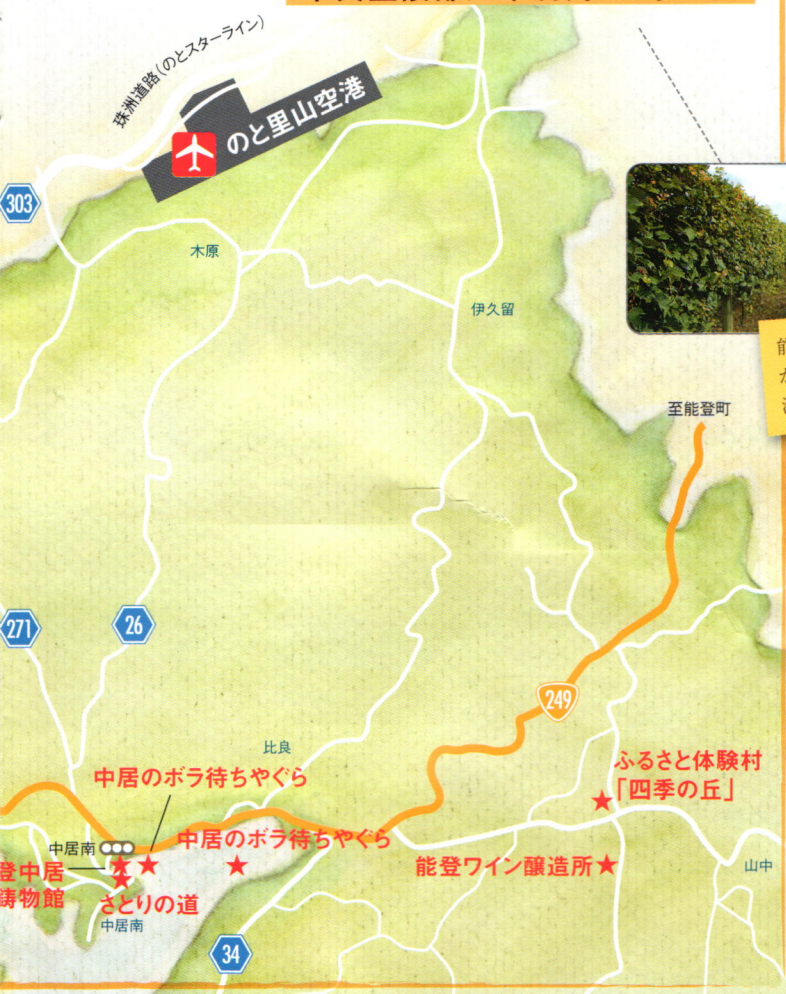 珠洲道路(のとスターライン)
のと里山空港
303
木原
伊久留
至能登町
271
26
249
比良
ふるさと体験村
「四季の丘」
中居のボラ待ちやぐら
中居のボラ待ちやぐら
中居南
登中居
鋳物館
さとりの道
中居南
能登ワイン醸造所
山中
34